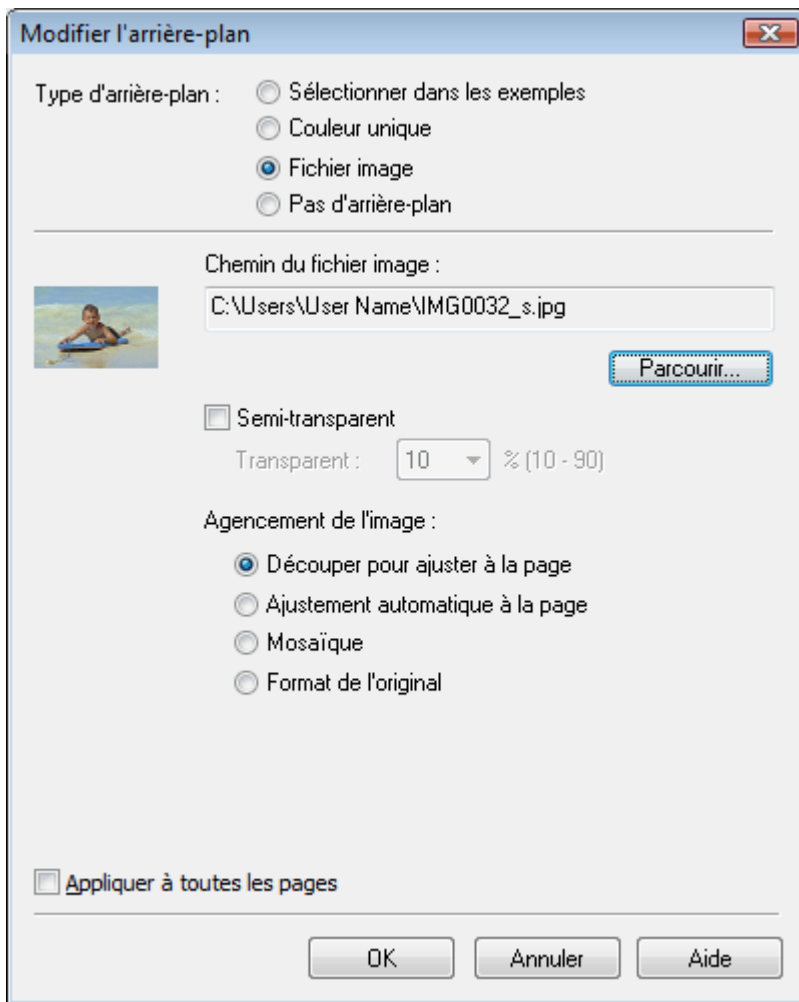 Modifier l'arrière-plan
Type d'arrière-plan :
Sélectionner dans les exemples
Couleur unique
Fichier image
Pas d'arrière-plan
Chemin du fichier image :
C:\Users\User Name\IMG0032_s.jpg
Parcourir...
Semi-transparent
Transparent : 10 % (10 - 90)
Agencement de l'image :
Découper pour ajuster à la page
Ajustement automatique à la page
Mosaïque
Format de l'original
Appliquer à toutes les pages
OK Annuler Aide